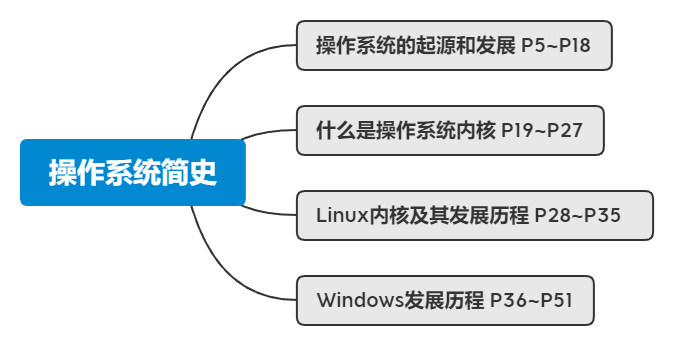 操作系统简史
操作系统的起源和发展 P5~P18
什么是操作系统内核 P19~P27
Linux内核及其发展历程 P28~P35
Windows发展历程 P36~P51